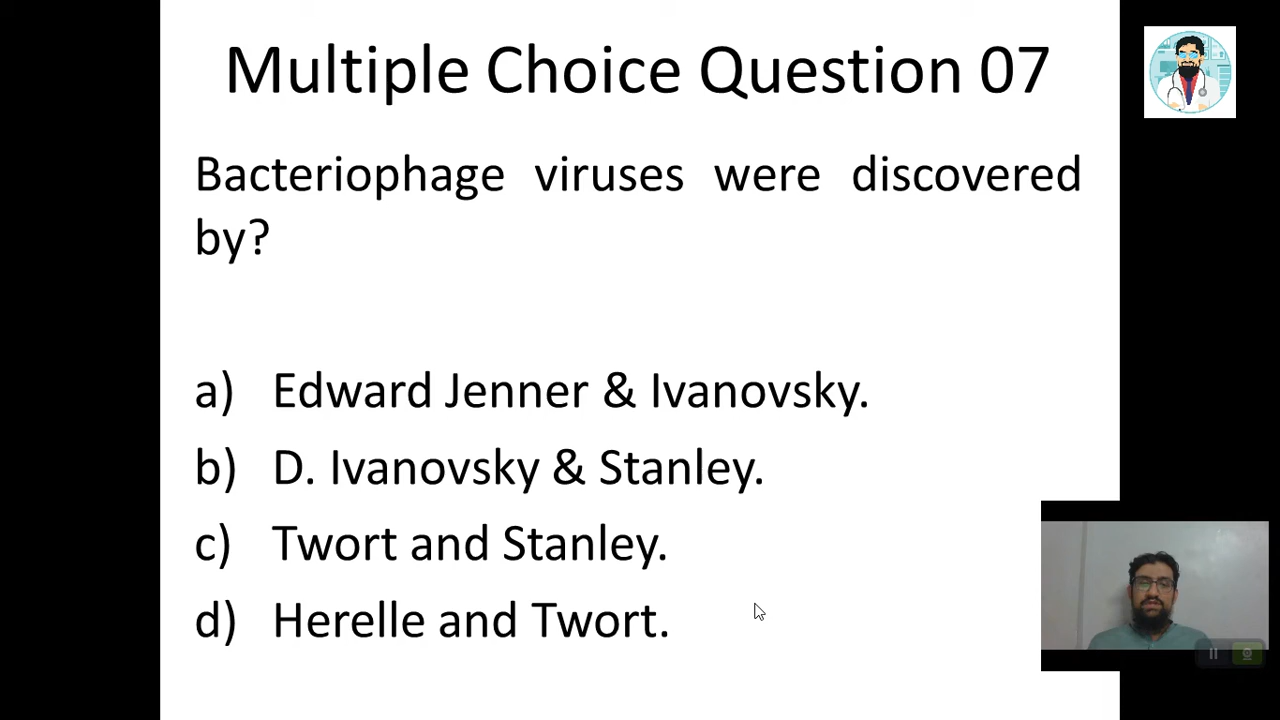 Multiple Choice Question 07
Bacteriophage viruses were discovered
by?
a) Edward Jenner & Ivanovsky.
b) D. Ivanovsky & Stanley.
c) Twort and Stanley.
d) Herelle and Twort.